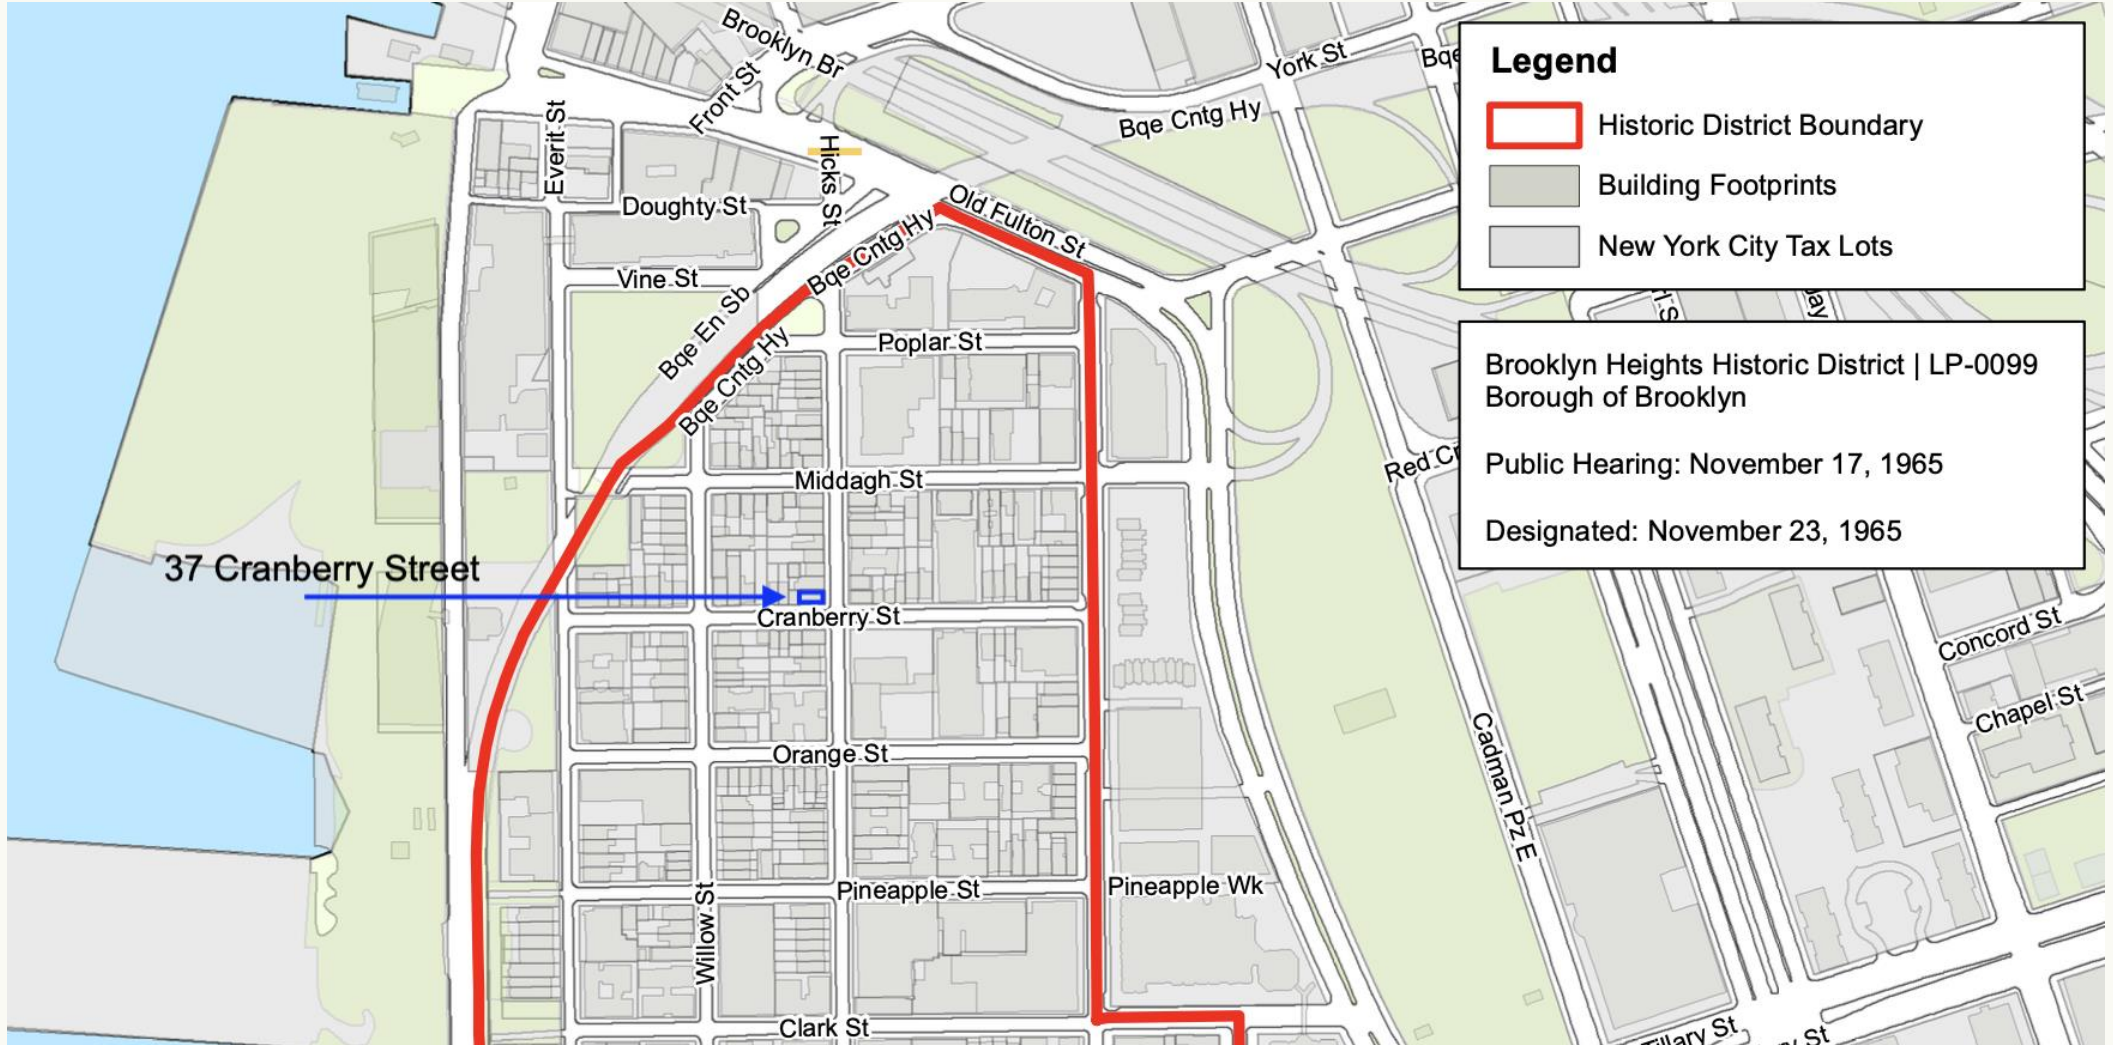 Brooklyn Br
Front St
York St
Bqe Cntg Hy
Everit St
Hicks St
Doughty St
Old Fulton St
Bqe Cntg Hy
Vine St
Bqe En Sb
Bqe Cntg Hy
Poplar St
Middagh St
37 Cranberry Street
Cranberry St
Orange St
Willow St
Pineapple St
Pineapple Wk
Clark St
Cadman Pz E
Concord St
Chapel St
Tillary St
Legend
Historic District Boundary
Building Footprints
New York City Tax Lots
Brooklyn Heights Historic District | LP-0099
Borough of Brooklyn
Public Hearing: November 17, 1965
Designated: November 23, 1965
Bqe
Red